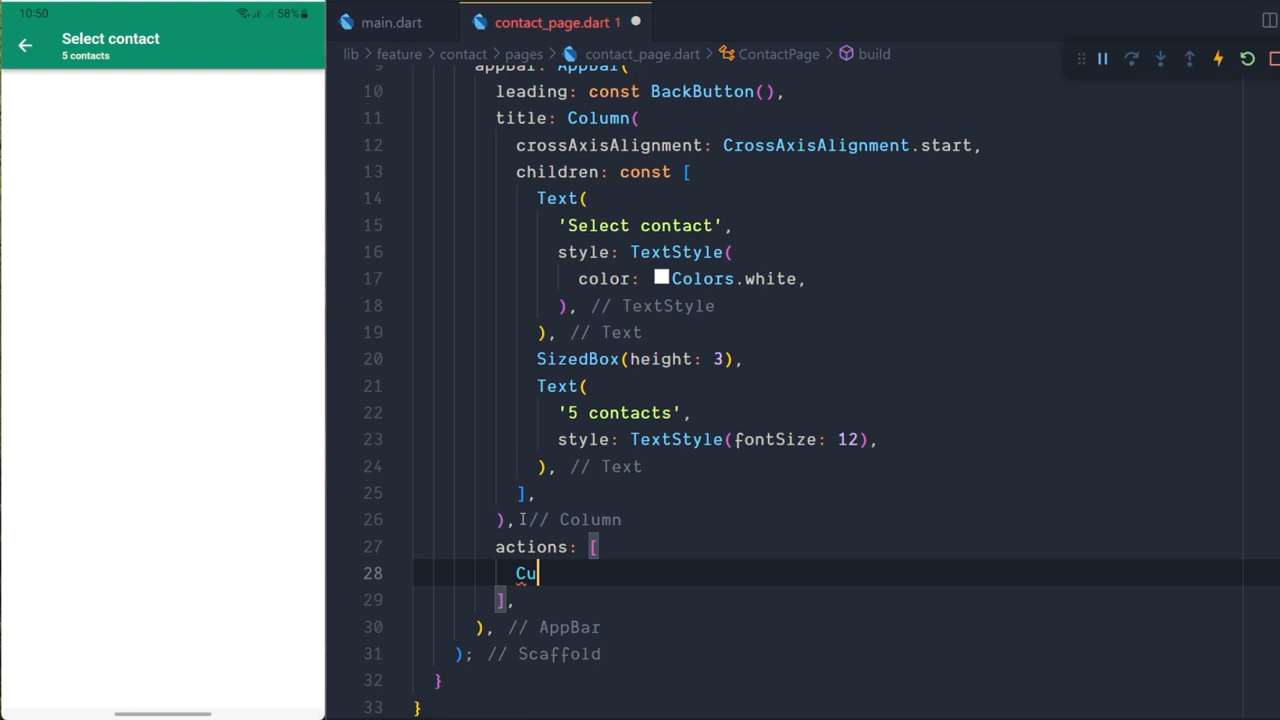 10:50
58%
Select contact
5 contacts
main.dart
contact_page.dart 1
lib > feature > contact > pages > contact_page.dart > ContactPage > build
9 appBar: AppBar(
10 leading: const BackButton(),
11 title: Column(
12 crossAxisAlignment: CrossAxisAlignment.start,
13 children: const [
14 Text(
15 'Select contact',
16 style: TextStyle(
17 color: Colors.white,
18 ), // TextStyle
19 ), // Text
20 SizedBox(height: 3),
21 Text(
22 '5 contacts',
23 style: TextStyle(fontSize: 12),
24 ), // Text
25 ],
26 ), // Column
27 actions: [
28 Cu
29 ],
30 ), // AppBar
31 ); // Scaffold
32 }
33 }